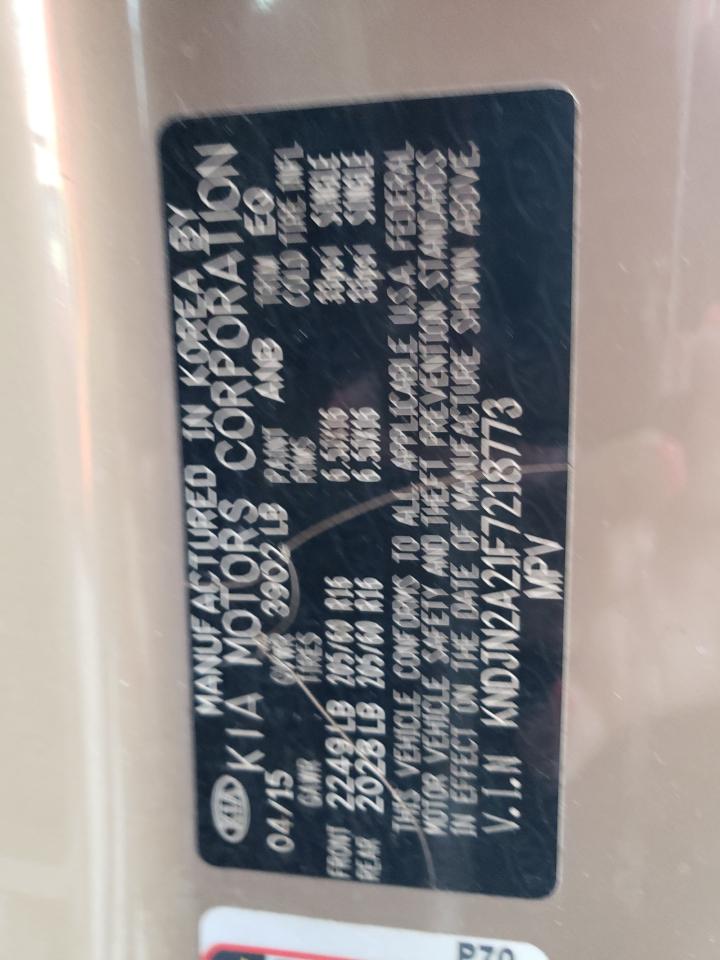 MANUFACTURED IN KOREA BY
KIA KIA MOTORS CORPORATION
04/15 GVWR 3902 LB PAINT ANB TRIM EQ
GAWR TIRES RIMS COLD TIRE INFL
FRONT 2249 LB 205/60 R16 6.5JX16 SINGLE
REAR 2028 LB 205/60 R16 6.5JX16 SINGLE
THIS VEHICLE CONFORMS TO ALL APPLICABLE U.S.A. FEDERAL
MOTOR VEHICLE SAFETY AND THEFT PREVENTION STANDARDS
IN EFFECT ON THE DATE OF MANUFACTURE SHOWN ABOVE.
V.I.N KNDJN2A21F7218773
MPV